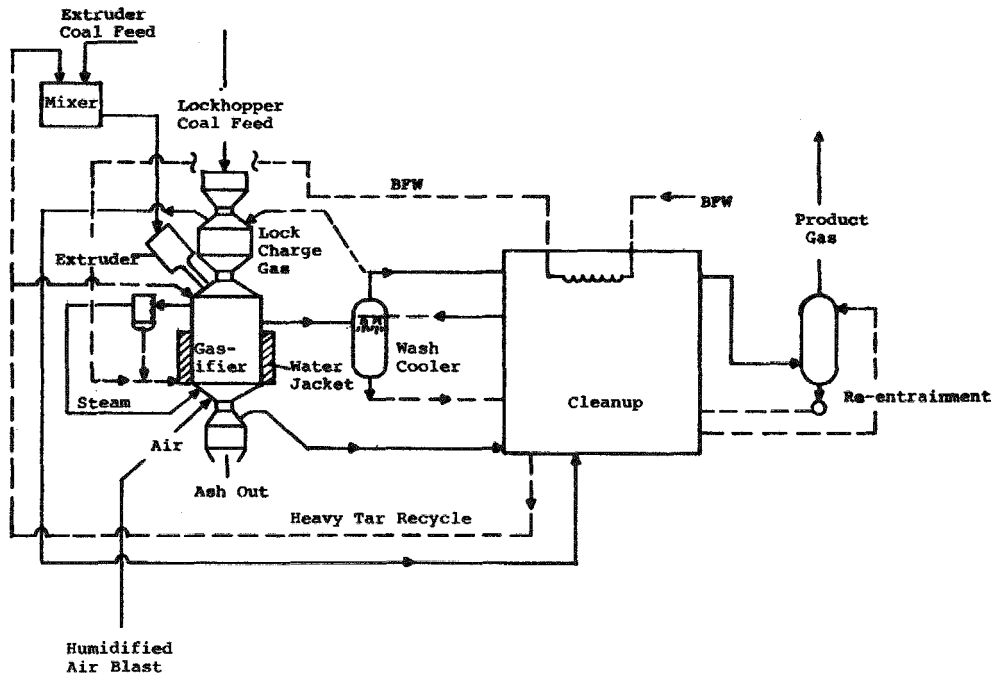 Extruder
Coal Feed
Mixer
Lockhopper
Coal Feed
BFW
BFW
Product
Gas
Lock
Charge
Gas
Extruder
Gas-
ifier
Water
Jacket
Wash
Cooler
Cleanup
Re-entrainment
Steam
Air
Ash Out
Heavy Tar Recycle
Humidified
Air Blast